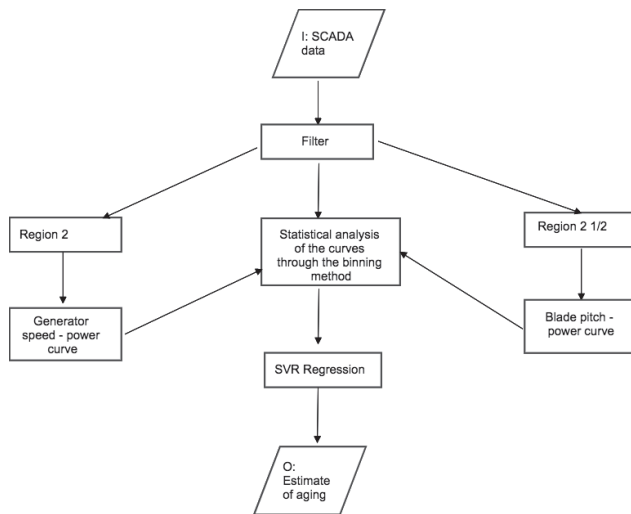 I: SCADA
data
Filter
Region 2
Statistical analysis
of the curves
through the binning
method
Region 2 1/2
Generator
speed - power
curve
Blade pitch -
power curve
SVR Regression
O:
Estimate
of aging